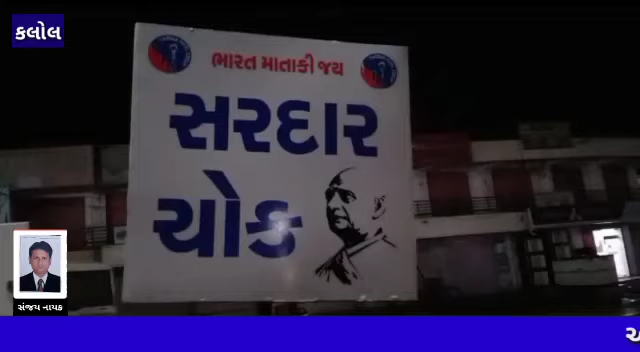 કલોલ
ભારત માતાકી જય
સરદાર
ચોક
સંજય નાયક